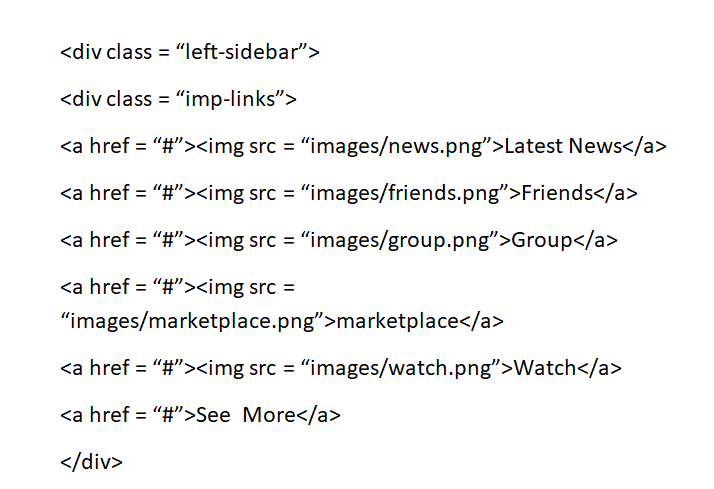 <div class = “left-sidebar”>
<div class = “imp-links”>
<a href = “#”><img src = “images/news.png”>Latest News</a>
<a href = “#”><img src = “images/friends.png”>Friends</a>
<a href = “#”><img src = “images/group.png”>Group</a>
<a href = “#”><img src =
“images/marketplace.png”>marketplace</a>
<a href = “#”><img src = “images/watch.png”>Watch</a>
<a href = “#”>See  More</a>
</div>